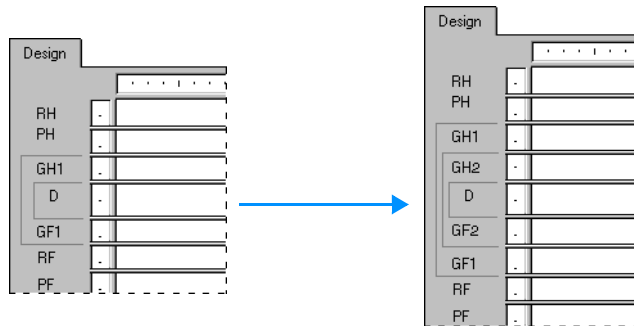 Design
RH
PH
GH1
D
GF1
RF
PF
Design
RH
PH
GH1
GH2
D
GF2
GF1
RF
PF